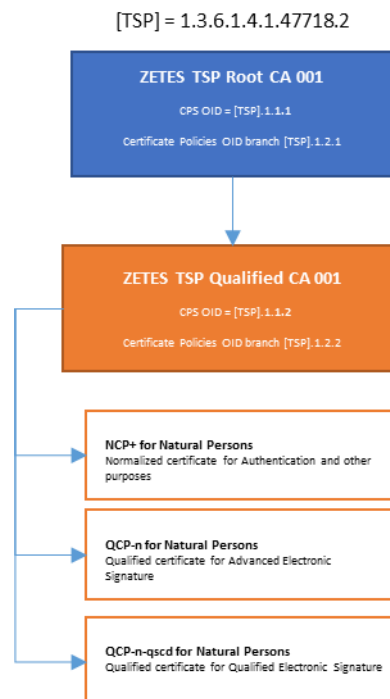 [TSP] = 1.3.6.1.4.1.47718.2
ZETES TSP Root CA 001
CPS OID = [TSP].1.1.1
Certificate Policies OID branch [TSP].1.2.1
ZETES TSP Qualified CA 001
CPS OID = [TSP].1.1.2
Certificate Policies OID branch [TSP].1.2.2
NCP+ for Natural Persons
Normalized certificate for Authentication and other
purposes
QCP-n for Natural Persons
Qualified certificate for Advanced Electronic
Signature
QCP-n-qscd for Natural Persons
Qualified certificate for Qualified Electronic Signature